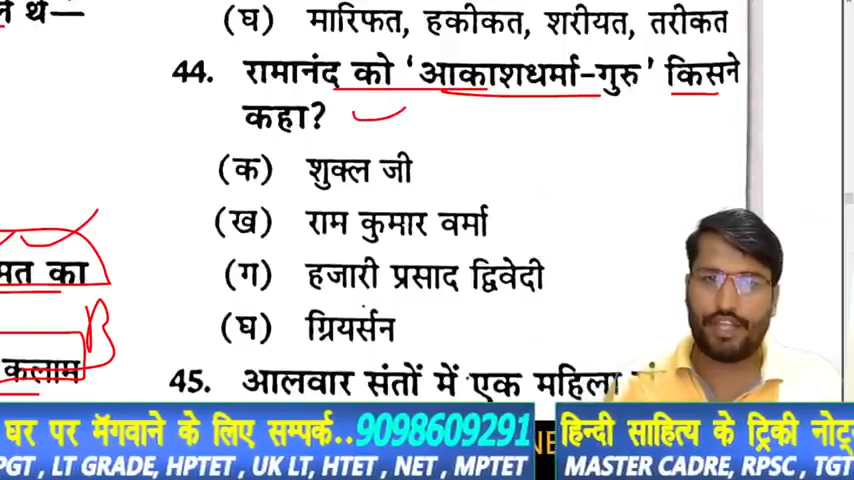 ल थे—
(घ) मारिफत, हकीकत, शरीयत, तरीकत
44. रामानंद को ‘आकाशधर्मा-गुरु’ किसने
कहा?
(क) शुक्ल जी
(ख) राम कुमार वर्मा
मत का
(ग) हजारी प्रसाद द्विवेदी
B
(घ) ग्रियर्सन
कलाम
45. आलवार संतों में एक महिला
घर पर मॅगवाने के लिए सम्पर्क..9098609291
हिन्दी साहित्य के ट्रिकी नोट्
PGT , LT GRADE, HPTET , UK LT, HTET , NET , MPTET
MASTER CADRE, RPSC , TGT